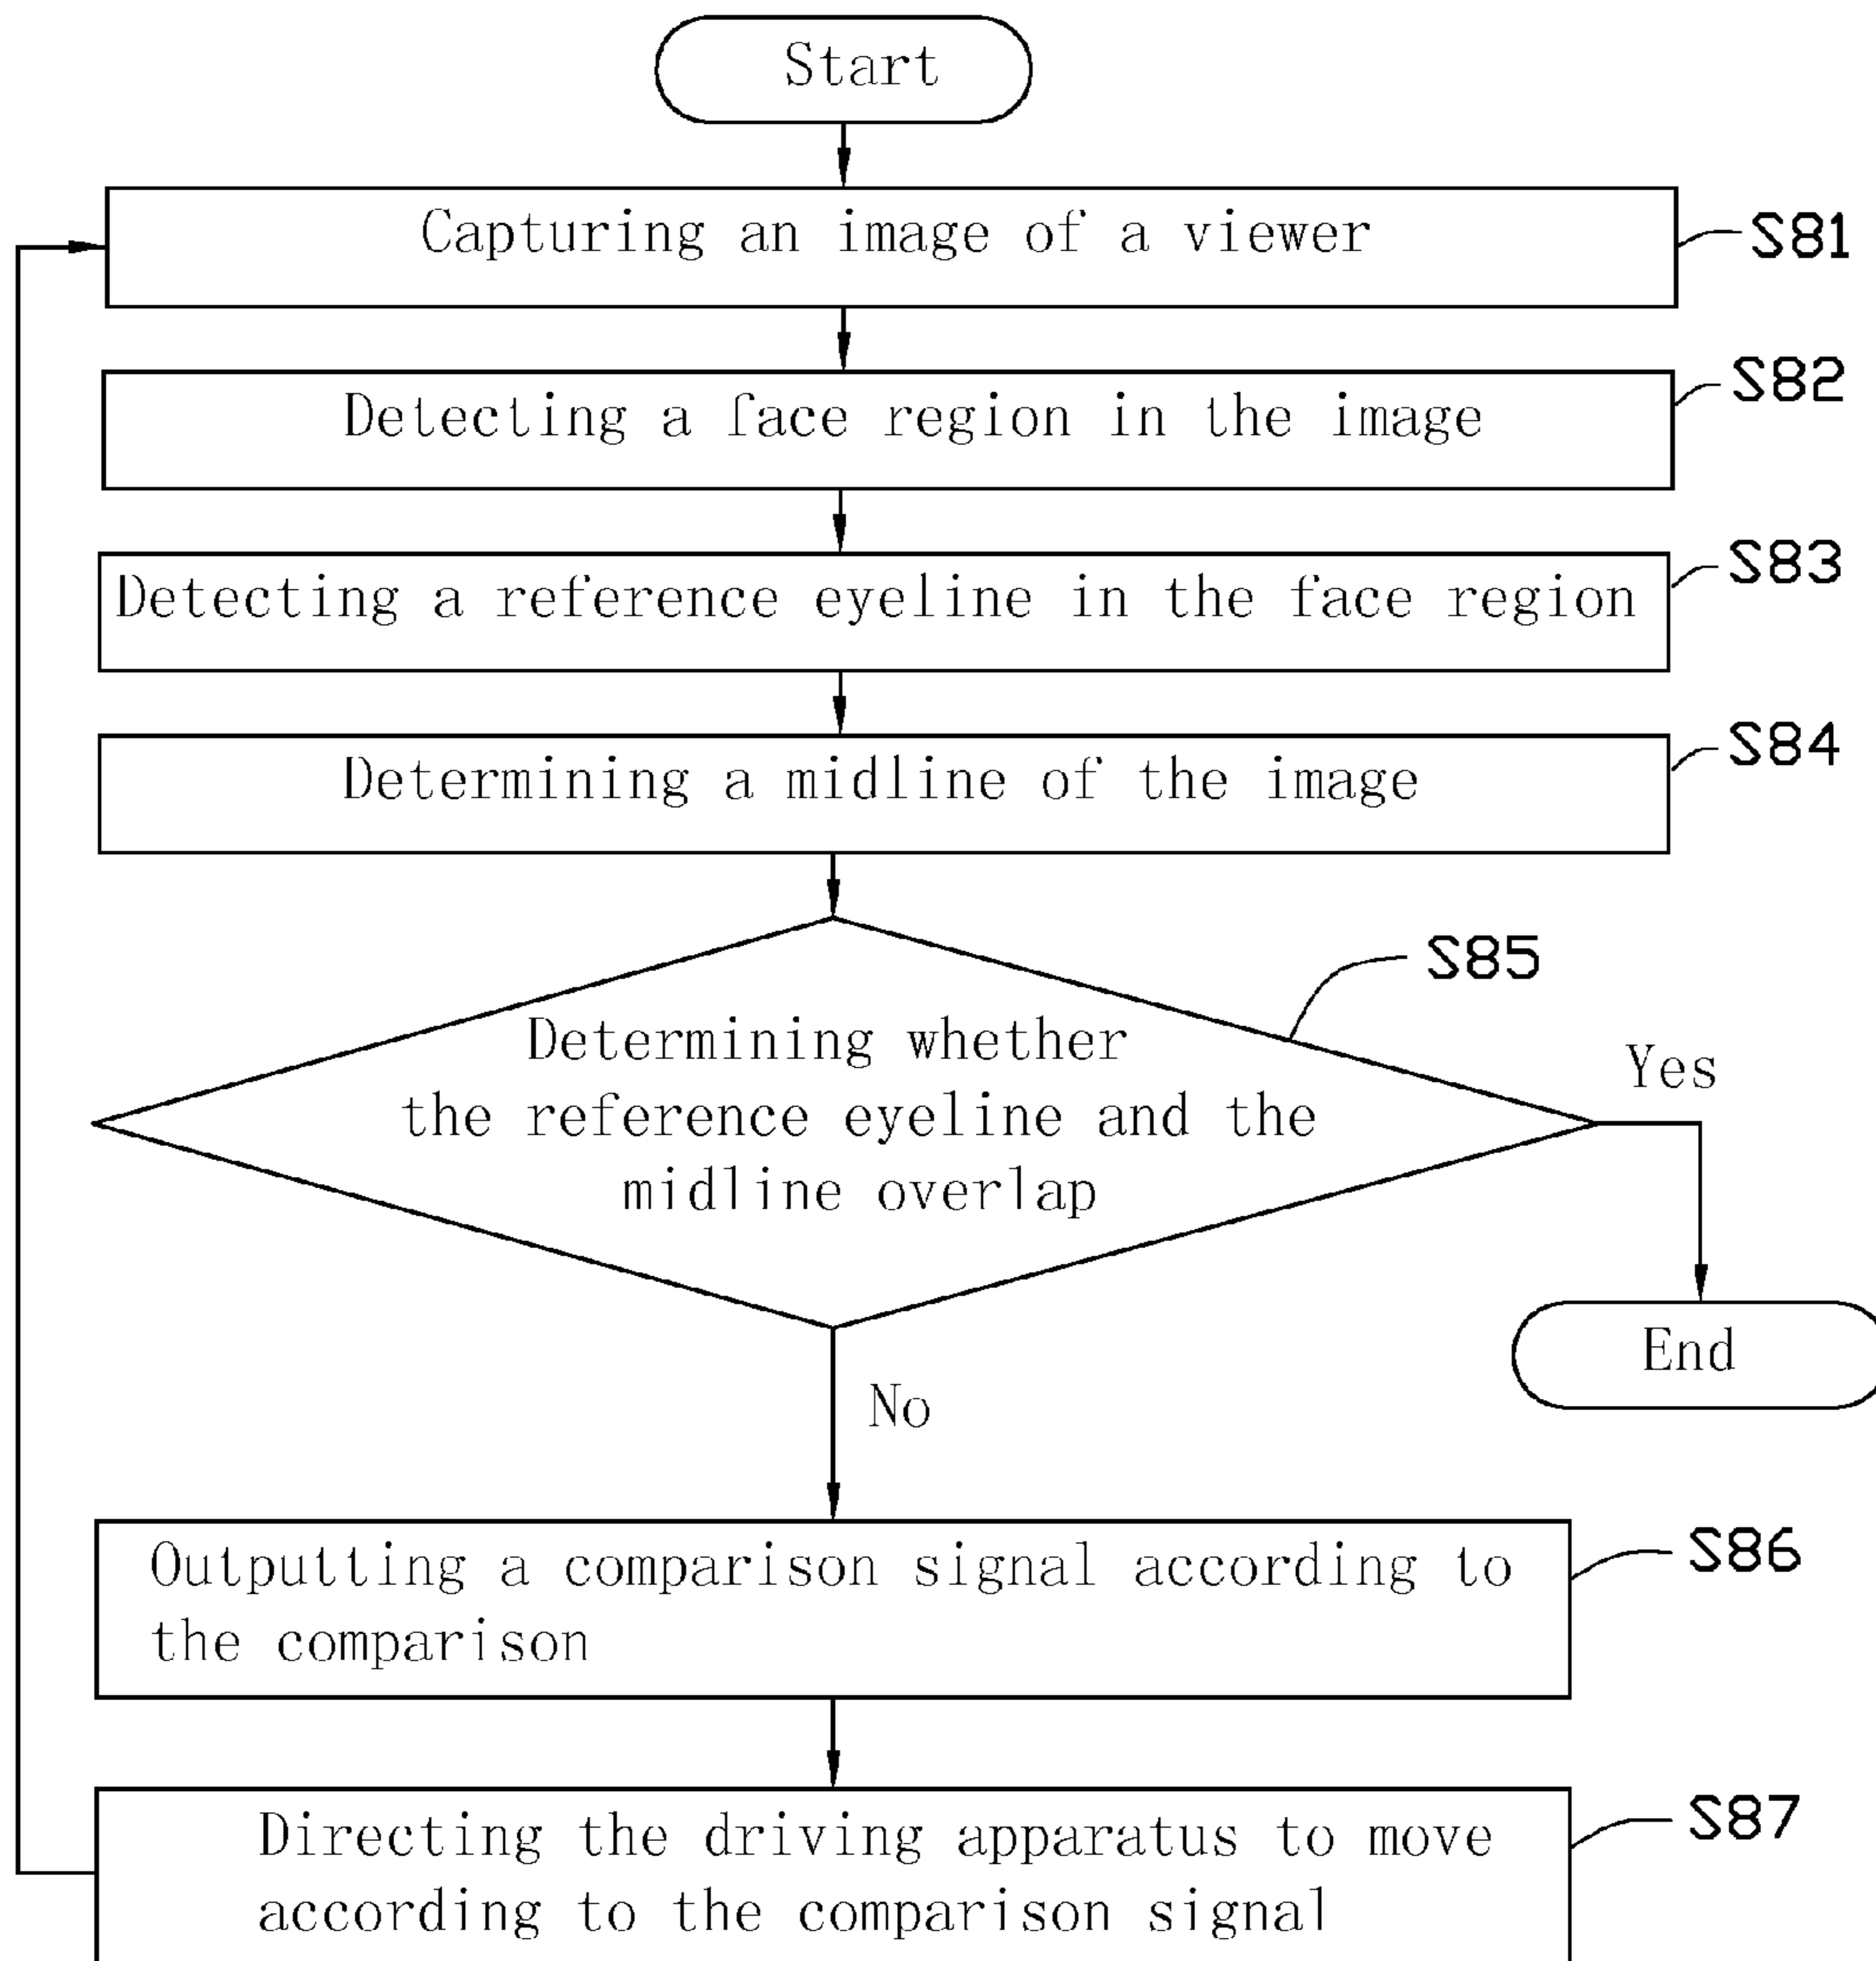 Start
Capturing an image of a viewer
S81
Detecting a face region in the image
S82
Detecting a reference eyeline in the face region
S83
Determining a midline of the image
S84
Determining whether
the reference eyeline and the
midline overlap
S85
Yes
End
No
Outputting a comparison signal according to
the comparison
S86
Directing the driving apparatus to move
according to the comparison signal
S87